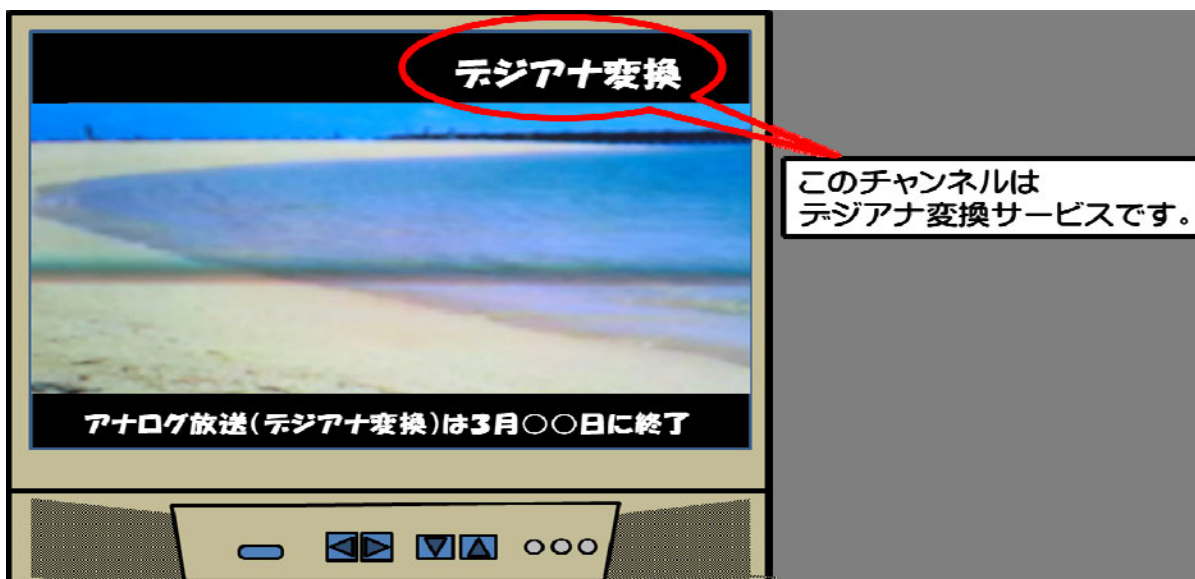 デジアナ変換
このチャンネルは
デジアナ変換サービスです。
アナログ放送(デジアナ変換)は3月○○日に終了